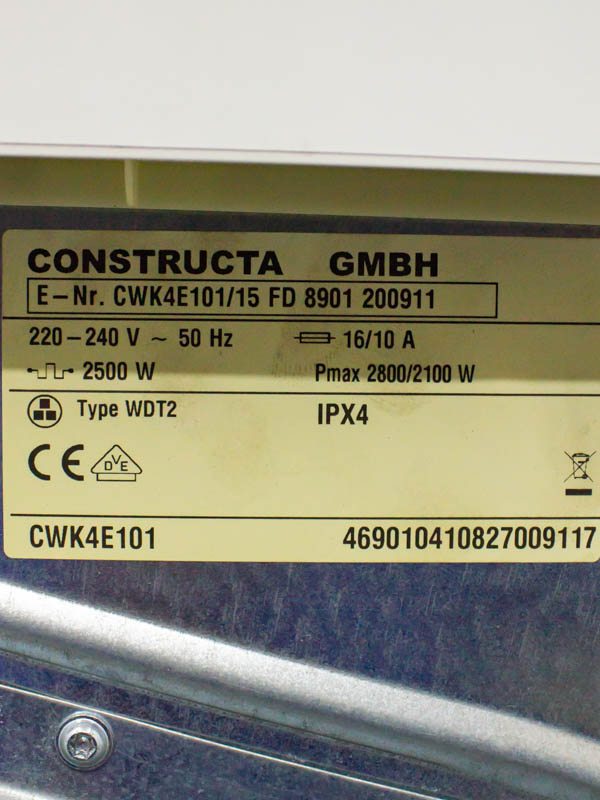 CONSTRUCTA GMBH
E-Nr. CWK4E101/15 FD 8901 200911
220-240 V ~ 50 Hz 16/10 A
2500 W Pmax 2800/2100 W
Type WDT2 IPX4
CE DVE
CWK4E101 469010410827009117